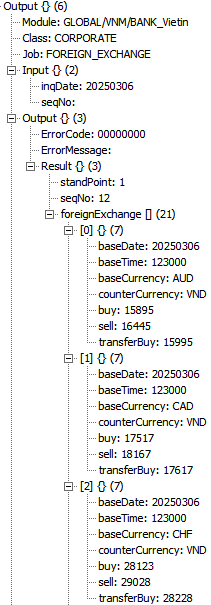 Output {} (6)
Module: GLOBAL/VNM/BANK_Vietin
Class: CORPORATE
Job: FOREIGN_EXCHANGE
Input {} (2)
inqDate: 20250306
seqNo:
Output {} (3)
ErrorCode: 00000000
ErrorMessage:
Result {} (3)
standPoint: 1
seqNo: 12
foreignExchange [] (21)
[0] {} (7)
baseDate: 20250306
baseTime: 123000
baseCurrency: AUD
counterCurrency: VND
buy: 15895
sell: 16445
transferBuy: 15995
[1] {} (7)
baseDate: 20250306
baseTime: 123000
baseCurrency: CAD
counterCurrency: VND
buy: 17517
sell: 18167
transferBuy: 17617
[2] {} (7)
baseDate: 20250306
baseTime: 123000
baseCurrency: CHF
counterCurrency: VND
buy: 28123
sell: 29028
transferBuy: 28228